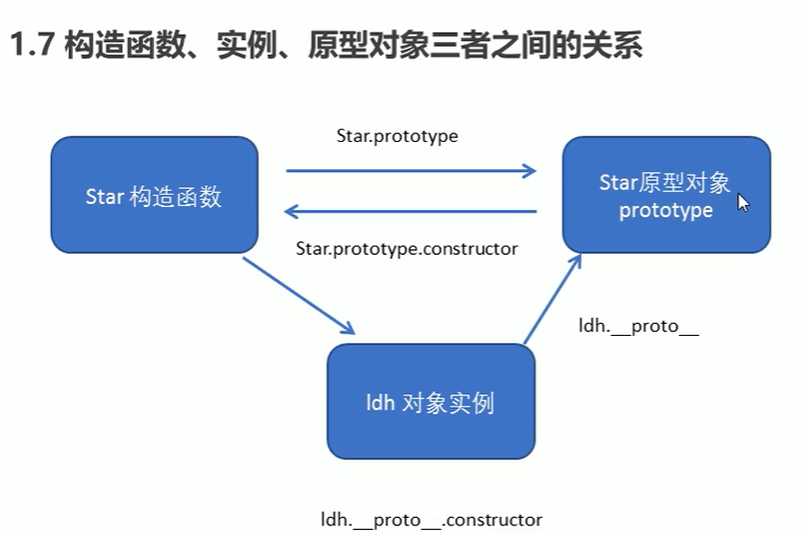 1.7 构造函数、实例、原型对象三者之间的关系
Star.prototype
Star 构造函数
Star原型对象
prototype
Star.prototype.constructor
ldh.__proto__
ldh 对象实例
ldh.__proto__.constructor